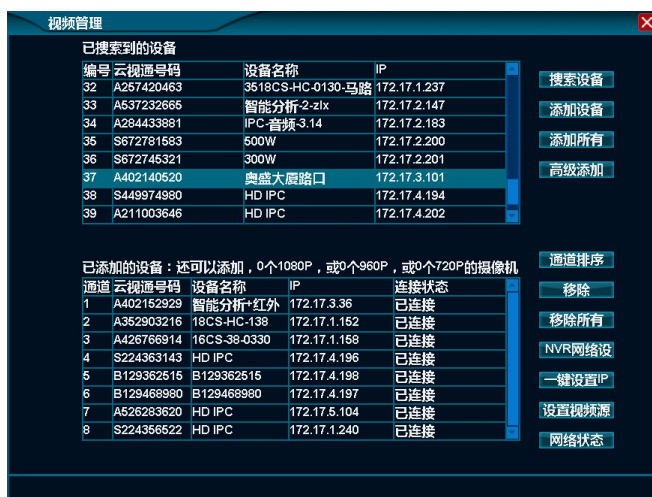 视频管理
已搜索到的设备
编号 云视通号码 设备名称 IP
32 A257420463 3518CS-HC-0130-马路 172.17.1.237
33 A537232665 智能分析-2-zlx 172.17.2.147
34 A284433881 IPC-音频-3.14 172.17.2.183
35 S672781583 500W 172.17.2.200
36 S672745321 300W 172.17.2.201
37 A402140520 奥盛大厦路口 172.17.3.101
38 S449974980 HD IPC 172.17.4.194
39 A211003646 HD IPC 172.17.4.202
搜索设备
添加设备
添加所有
高级添加
已添加的设备：还可以添加，0个1080P，或0个960P，或0个720P的摄像机
通道 云视通号码 设备名称 IP 连接状态
1 A402152929 智能分析+红外 172.17.3.36 已连接
2 A352903216 18CS-HC-138 172.17.1.152 已连接
3 A426766914 16CS-38-0330 172.17.1.158 已连接
4 S224363143 HD IPC 172.17.4.196 已连接
5 B129362515 B129362515 172.17.4.198 已连接
6 B129468980 B129468980 172.17.4.197 已连接
7 A526283620 HD IPC 172.17.5.104 已连接
8 S224356522 HD IPC 172.17.1.240 已连接
通道排序
移除
移除所有
NVR网络设
一键设置IP
设置视频源
网络状态